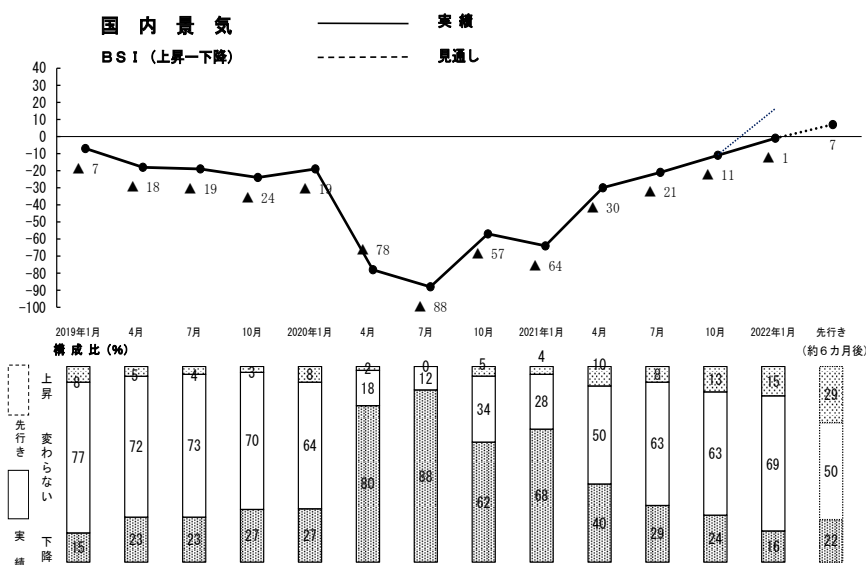 国 内 景 気
実 績
ＢＳＩ（上昇－下降）
見通し
40
30
20
10
0
-10
-20
-30
-40
-50
-60
-70
-80
-90
-100
▲ 7
▲ 18
▲ 19
▲ 24
▲ 19
▲ 78
▲ 88
▲ 57
▲ 64
▲ 30
▲ 21
▲ 11
▲ 1
7
2019年1月 4月 7月 10月 2020年1月 4月 7月 10月 2021年1月 4月 7月 10月 2022年1月 先行き
構 成 比（%） (約６カ月後)
上昇
変わらない
下降
先行き
実績
8 5 4 3 8 2 0 5 4 10 8 13 15 29
77 72 73 70 64 18 12 34 28 50 63 63 69 50
15 23 23 27 27 80 88 62 68 40 29 24 16 22